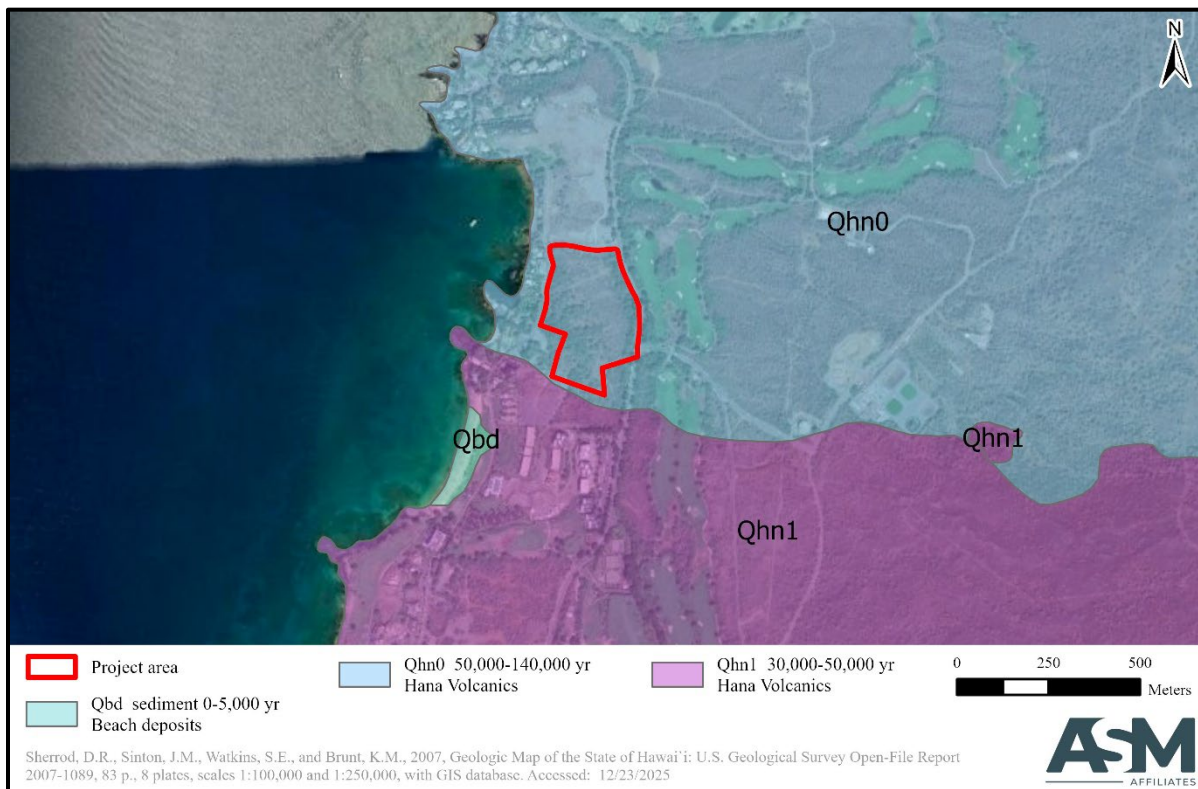 N
Qhn0
Qbd
Qhn1
Qhn1
Project area
Qbd sediment 0-5,000 yr
Beach deposits
Qhn0 50,000-140,000 yr
Hana Volcanics
Qhn1 30,000-50,000 yr
Hana Volcanics
0 250 500
Meters
Sherrod, D.R., Sinton, J.M., Watkins, S.E., and Brunt, K.M., 2007, Geologic Map of the State of Hawai`i: U.S. Geological Survey Open-File Report
2007-1089, 83 p., 8 plates, scales 1:100,000 and 1:250,000, with GIS database. Accessed: 12/23/2025
ASM
AFFILIATES